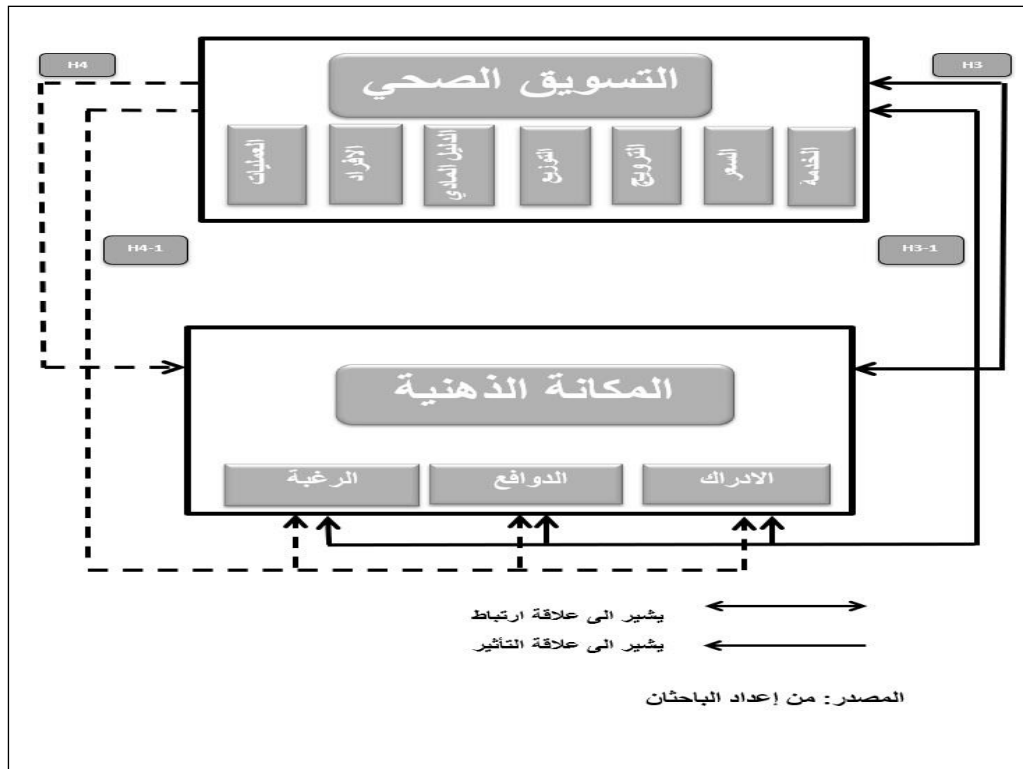 H4
التسويق الصحي
H3
الخدمة
السعر
الترويج
التوزيع
الدليل المادي
الافراد
العمليات
H4-1
H3-1
المكانة الذهنية
الادراك
الدوافع
الرغبة
يشير الى علاقة ارتباط
يشير الى علاقة التأثير
المصدر: من إعداد الباحثان